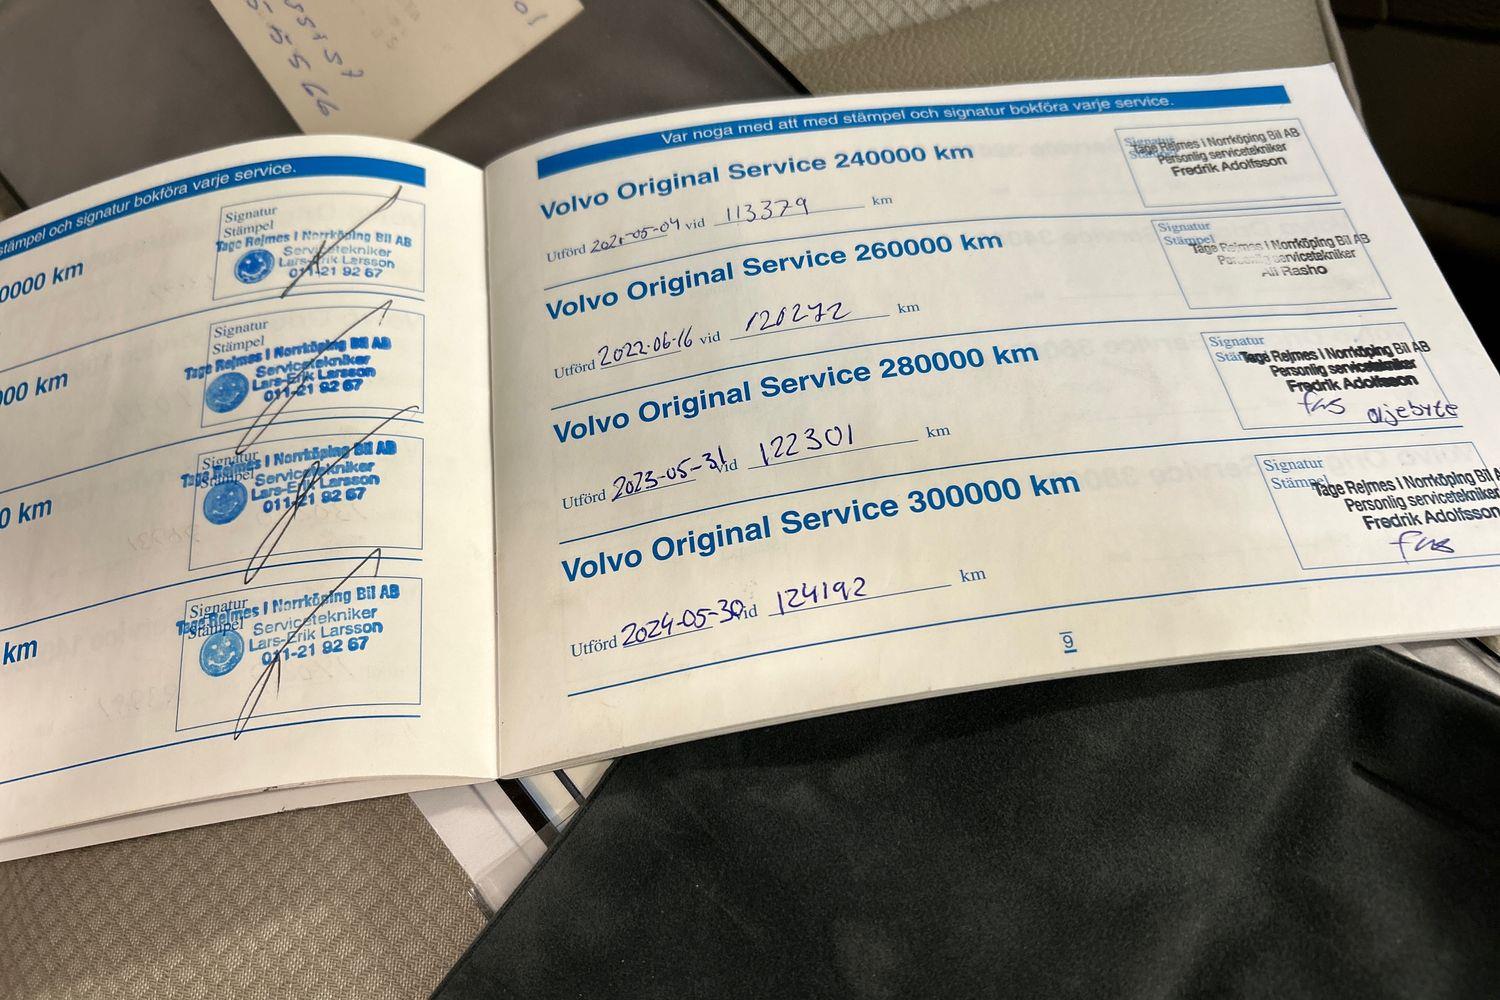 stämpel och signatur bokföra varje service.
0000 km
Signatur
Stämpel
Tage Rejmes I Norrköping Bil AB
Servicetekniker
Lars-Erik Larsson
011-21 92 67
000 km
Signatur
Stämpel
Tage Rejmes I Norrköping Bil AB
Servicetekniker
Lars-Erik Larsson
011-21 92 67
0 km
Signatur
Stämpel
Tage Rejmes I Norrköping Bil AB
Servicetekniker
Lars-Erik Larsson
011-21 92 67
km
Signatur
Stämpel
Tage Rejmes I Norrköping Bil AB
Servicetekniker
Lars-Erik Larsson
011-21 92 67
Var noga med att med stämpel och signatur bokföra varje service.
Volvo Original Service 240000 km
Utförd 2021-05-04 vid 113379 km
Signatur
Tage Rejmes I Norrköping Bil AB
Personlig servicetekniker
Fredrik Adolfsson
Volvo Original Service 260000 km
Utförd 2022-06-16 vid 120272 km
Signatur
Stämpel
Tage Rejmes I Norrköping Bil AB
Personlig servicetekniker
Ali Rasho
Volvo Original Service 280000 km
Utförd 2023-05-31 vid 122301 km
Signatur
Tage Rejmes I Norrköping Bil AB
Personlig servicetekniker
Fredrik Adolfsson
oljebyte
Volvo Original Service 300000 km
Utförd 2024-05-30 vid 124192 km
Signatur
Stämpel
Tage Rejmes I Norrköping Bil A
Personlig servicetekniker
Fredrik Adolfsson
9